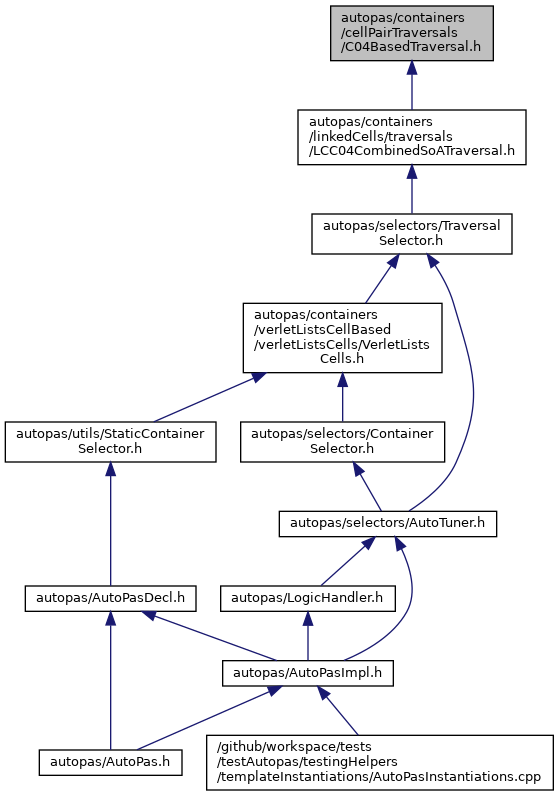 autopas/containers
/cellPairTraversals
/C04BasedTraversal.h
autopas/containers
/linkedCells/traversals
/LCC04CombinedSoATraversal.h
autopas/selectors/Traversal
Selector.h
autopas/containers
/verletListsCellBased
/verletListsCells/VerletLists
Cells.h
autopas/utils/StaticContainer
Selector.h
autopas/selectors/Container
Selector.h
autopas/selectors/AutoTuner.h
autopas/AutoPasDecl.h
autopas/LogicHandler.h
autopas/AutoPasImpl.h
autopas/AutoPas.h
/github/workspace/tests
/testAutopas/testingHelpers
/templateInstantiations/AutoPasInstantiations.cpp